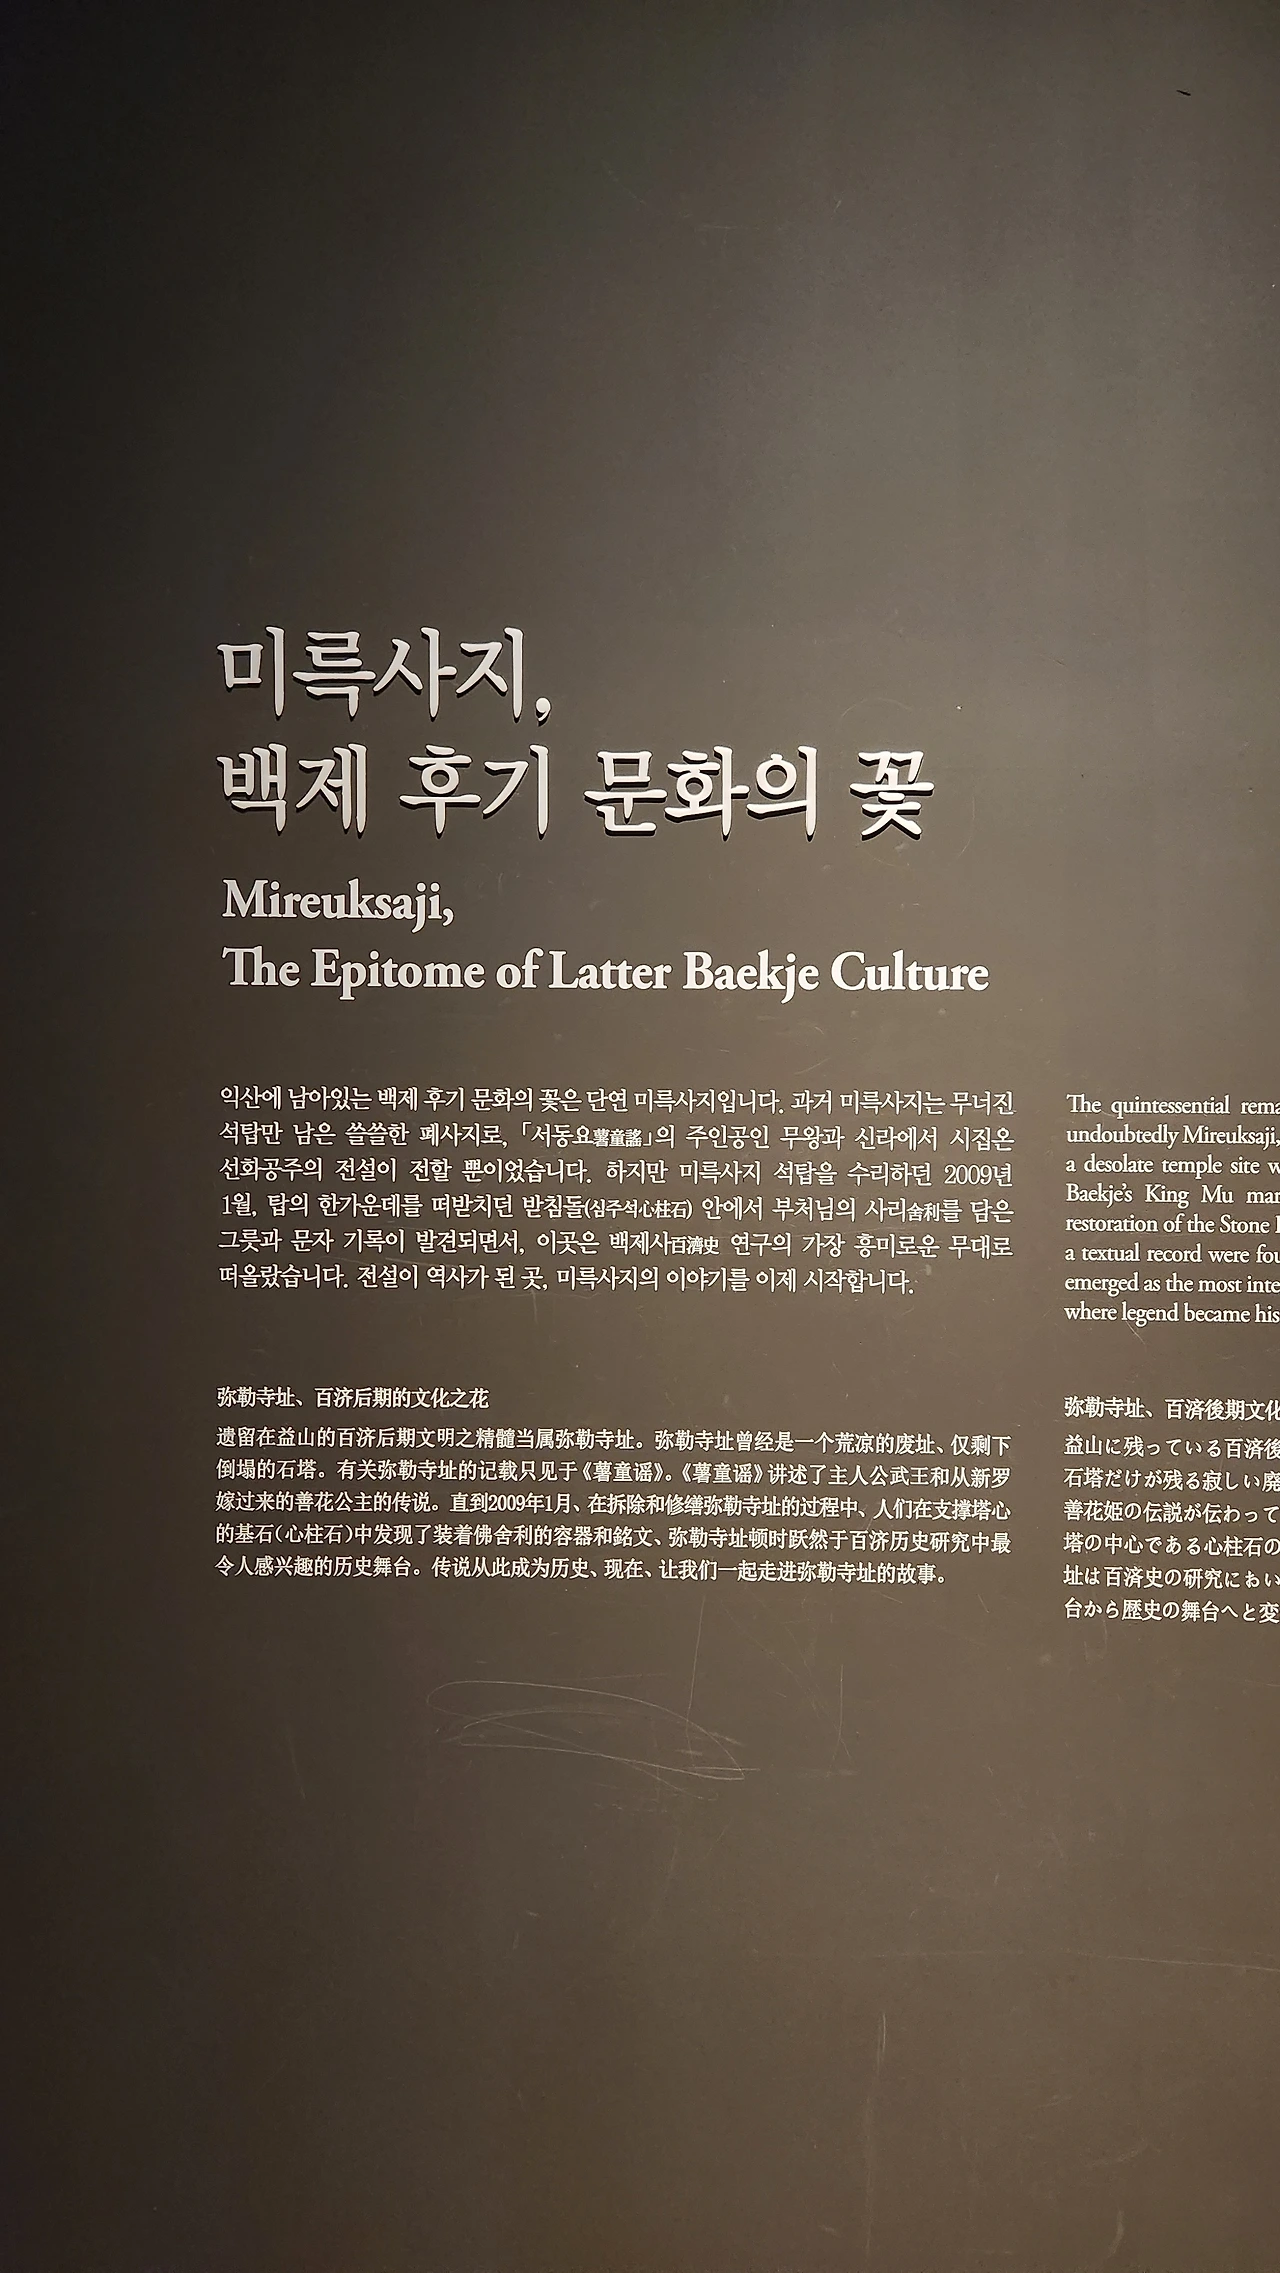 미륵사지,
백제 후기 문화의 꽃
Mireuksaji,
The Epitome of Latter Baekje Culture
익산에 남아있는 백제 후기 문화의 꽃은 단연 미륵사지입니다. 과거 미륵사지는 무너진
석탑만 남은 쓸쓸한 폐사지로, 「서동요薯童謠」의 주인공인 무왕과 신라에서 시집온
선화공주의 전설이 전할 뿐이었습니다. 하지만 미륵사지 석탑을 수리하던 2009년
1월, 탑의 한가운데를 떠받치던 받침돌(심주석心柱石) 안에서 부처님의 사리舍利를 담은
그릇과 문자 기록이 발견되면서, 이곳은 백제사百濟史 연구의 가장 흥미로운 무대로
떠올랐습니다. 전설이 역사가 된 곳, 미륵사지의 이야기를 이제 시작합니다.
The quintessential
undoubtedly Mireuksaji,
a desolate temple site
Baekje's King Mu
restoration of the Stone
a textual record were
emerged as the most
where legend became
弥勒寺址、百济后期的文化之花
遗留在益山的百济后期文明之精髓当属弥勒寺址。弥勒寺址曾经是一个荒凉的废址、仅剩下
倒塌的石塔。有关弥勒寺址的记载只见于《薯童谣》。《薯童谣》讲述了主人公武王和从新罗
嫁过来的善花公主的传说。直到2009年1月、在拆除和修缮弥勒寺址的过程中、人们在支撑塔心
的基石(心柱石)中发现了装着佛舍利的容器和銘文、弥勒寺址顿时跃然于百济历史研究中最
令人感兴趣的历史舞台。传说从此成为历史、现在、让我们一起走进弥勒寺址的故事。
弥勒寺址、百済後期文化
益山に残っている百済後
石塔だけが残る寂しい廃
善花姫の伝説が伝わって
塔の中心である心柱石の
址は百済史の研究におい
台から歴史の舞台へと変